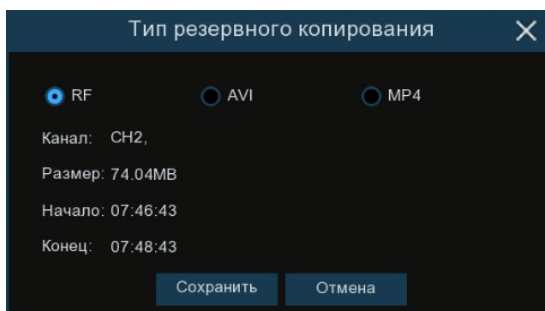 Тип резервного копирования
RF AVI MP4
Канал: CH2,
Размер: 74.04MB
Начало: 07:46:43
Конец: 07:48:43
Сохранить Отмена